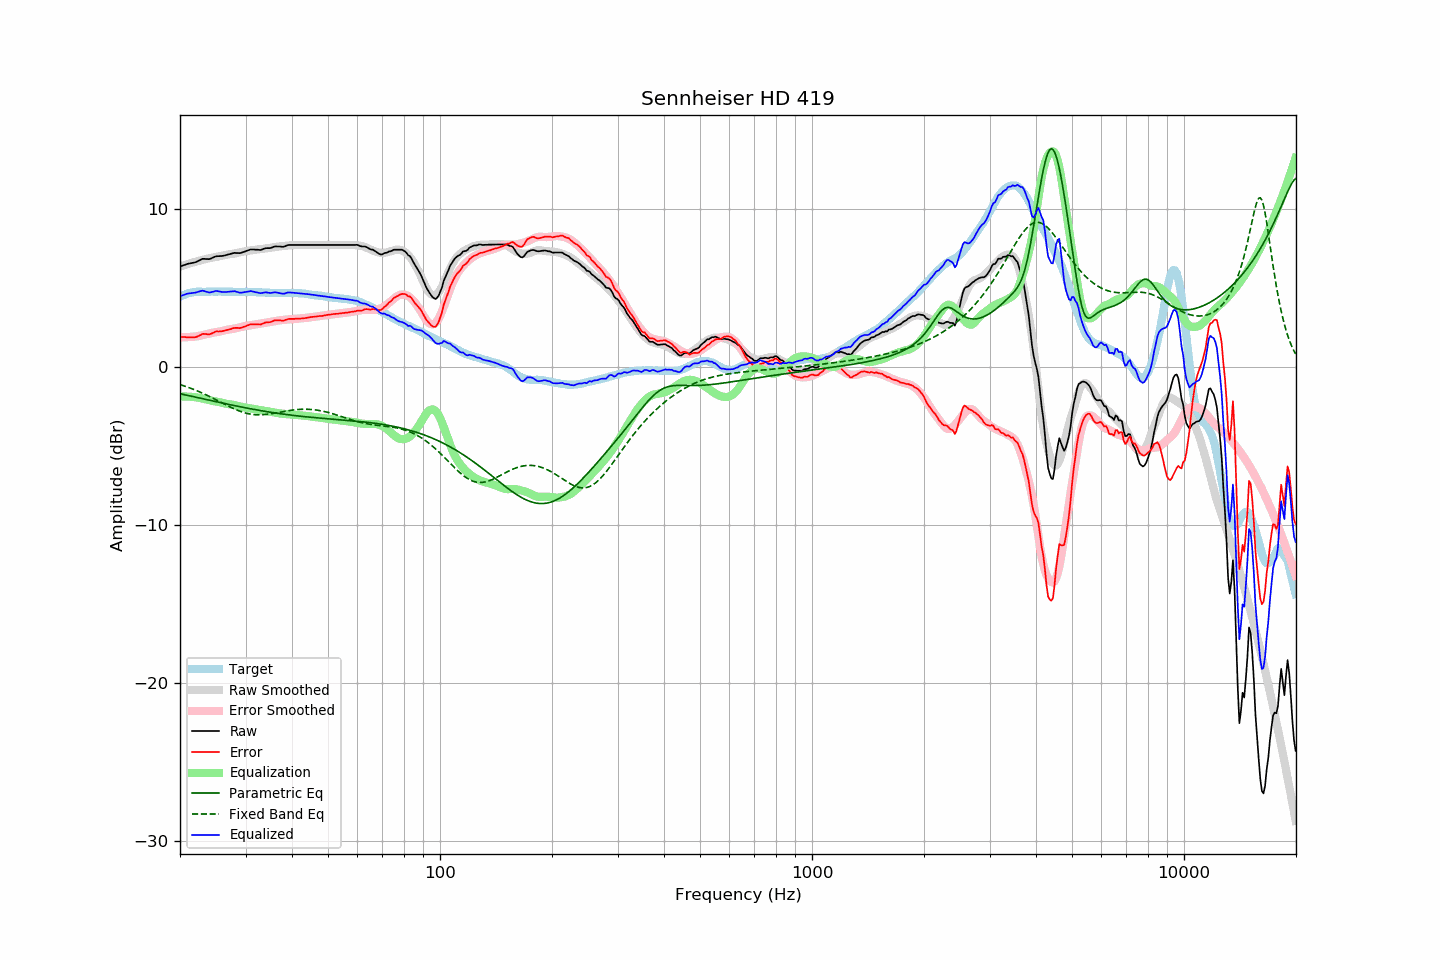 Sennheiser HD 419
Amplitude (dBr)
10
0
−10
−20
−30
Target
Raw Smoothed
Error Smoothed
Raw
Error
Equalization
Parametric Eq
Fixed Band Eq
Equalized
100
1000
10000
Frequency (Hz)